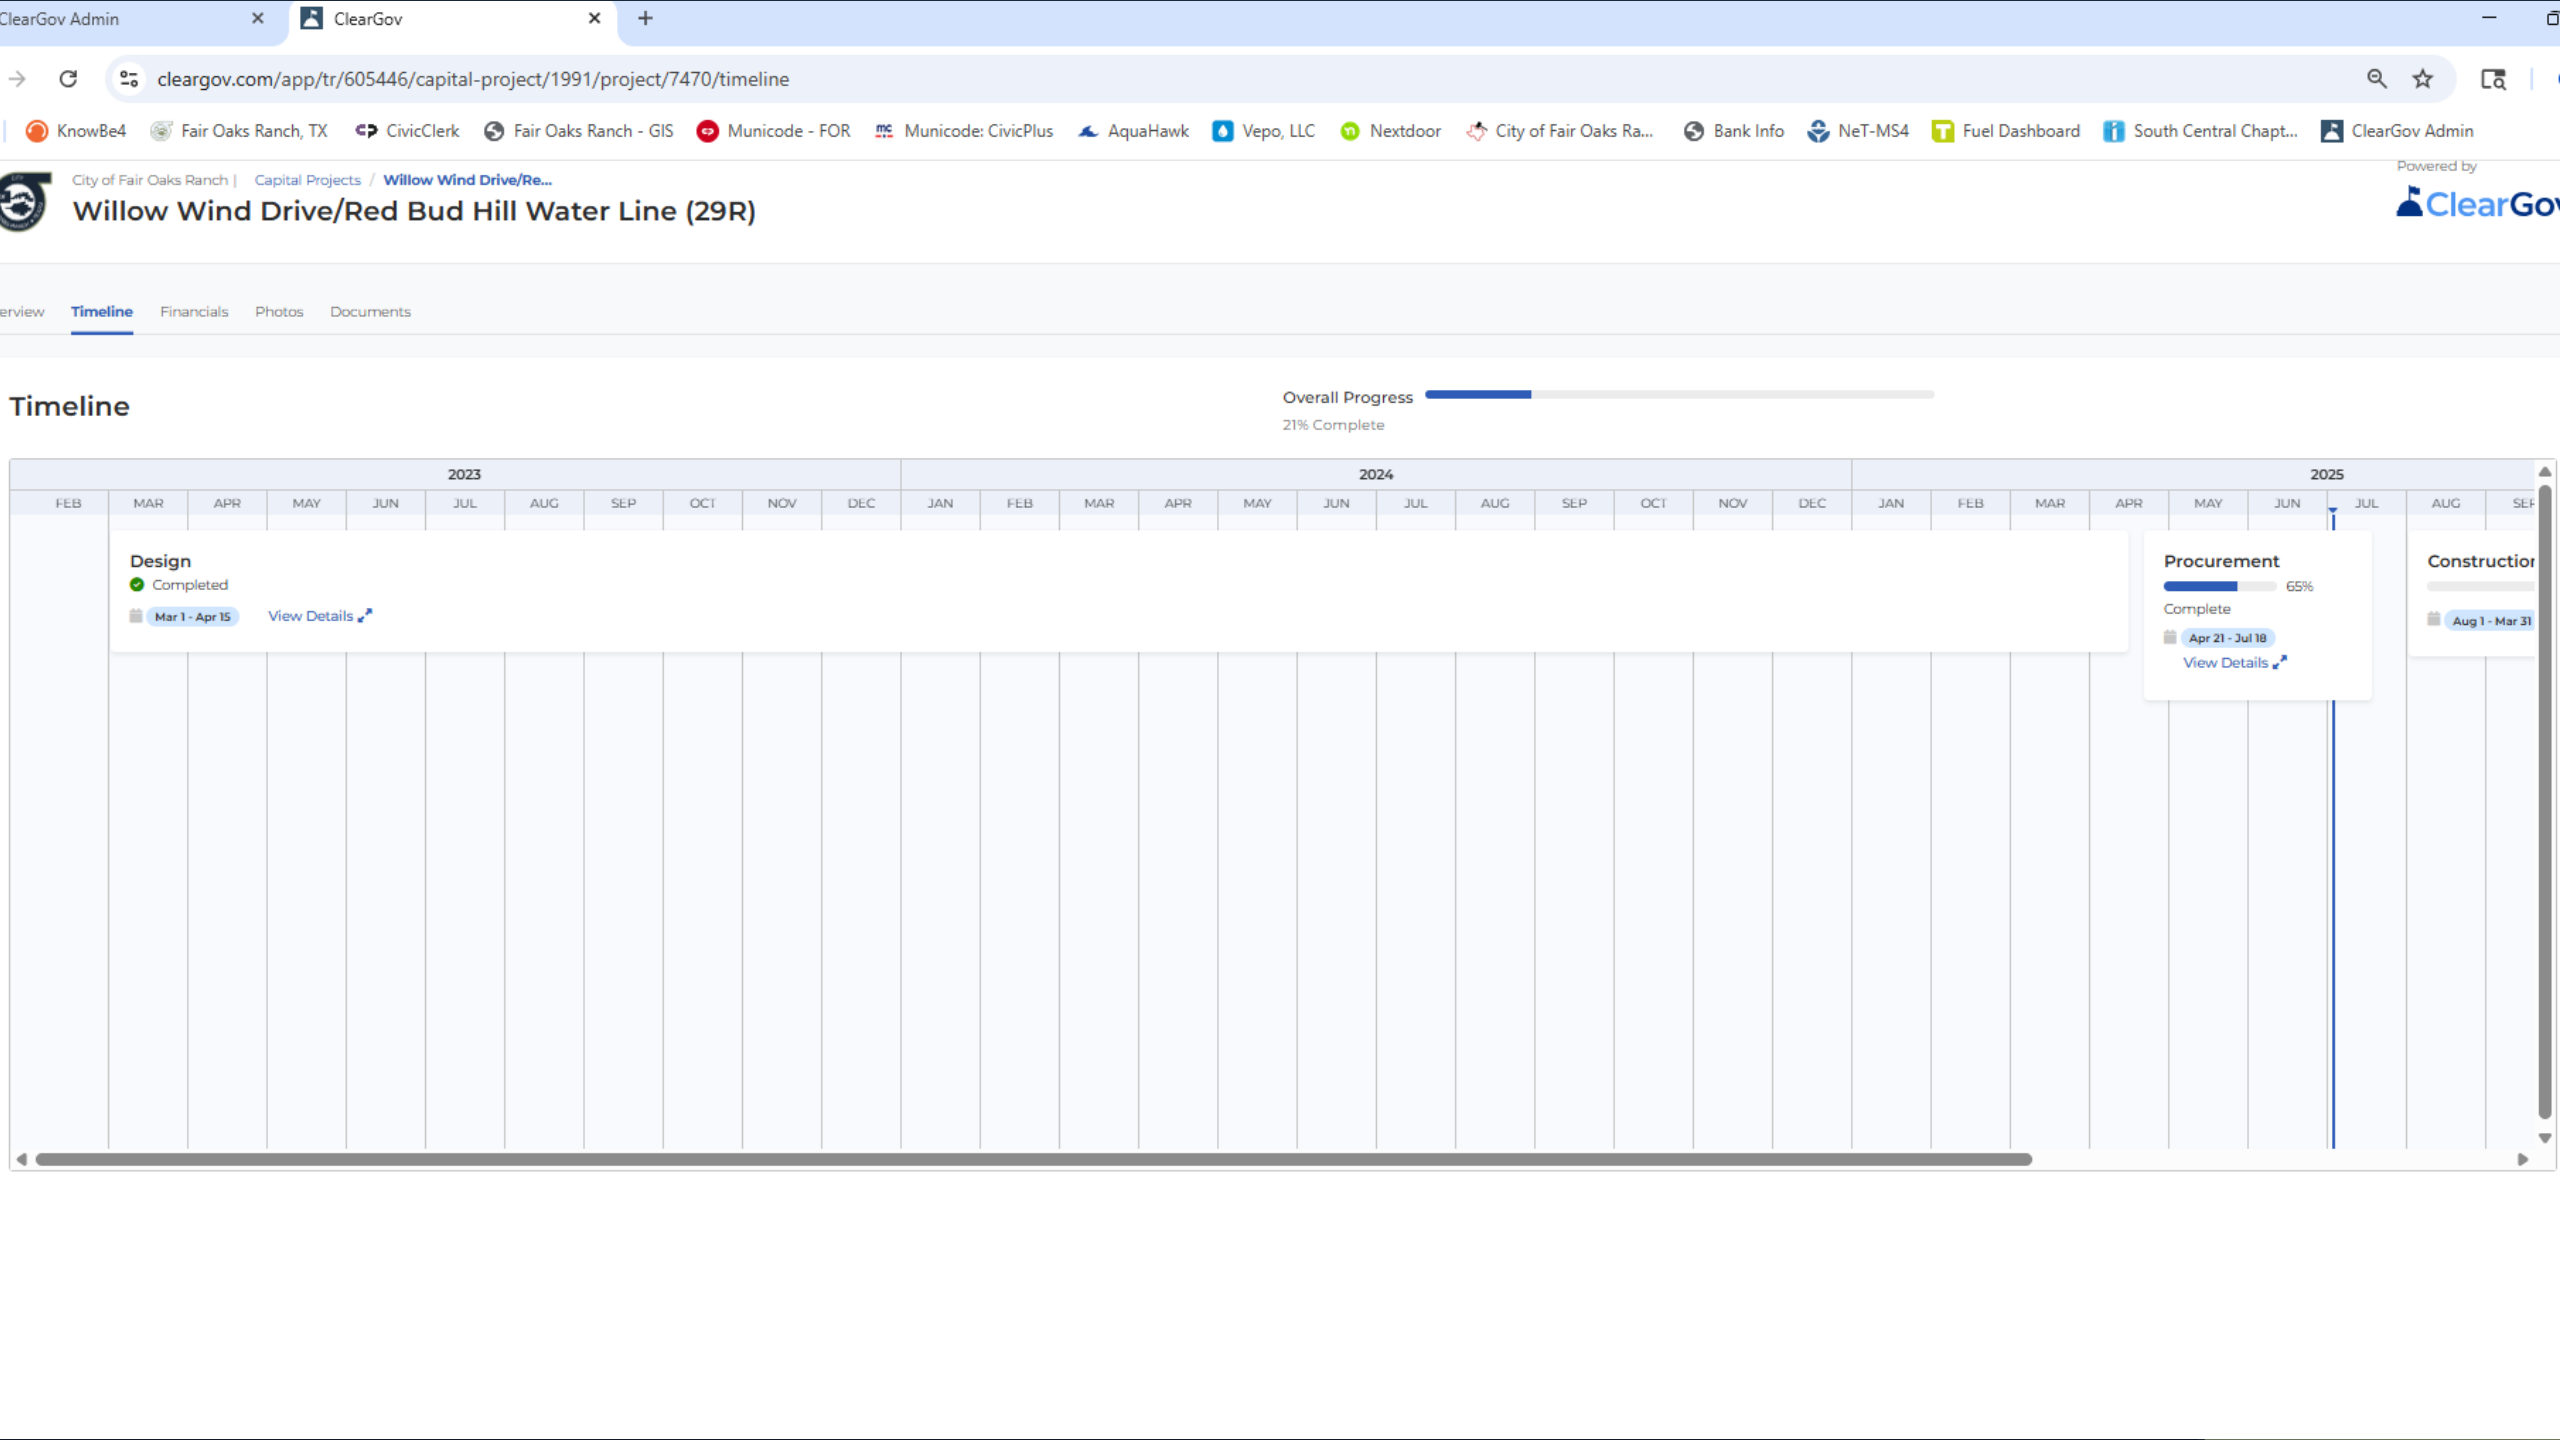 ClearGov Admin
ClearGov
cleargov.com/app/tr/605446/capital-project/1991/project/7470/timeline
KnowBe4 Fair Oaks Ranch, TX CivicClerk Fair Oaks Ranch - GIS Municode - FOR Municode: CivicPlus AquaHawk Vepo, LLC Nextdoor City of Fair Oaks Ra... Bank Info NeT-MS4 Fuel Dashboard South Central Chapt... ClearGov Admin
City of Fair Oaks Ranch | Capital Projects / Willow Wind Drive/Re...
Willow Wind Drive/Red Bud Hill Water Line (29R)
Powered by
ClearGov
erview Timeline Financials Photos Documents
Timeline
Overall Progress
21% Complete
2023 2024 2025
FEB MAR APR MAY JUN JUL AUG SEP OCT NOV DEC JAN FEB MAR APR MAY JUN JUL AUG SEP OCT NOV DEC JAN FEB MAR APR MAY JUN JUL AUG SEP
Design
Completed
Mar 1 - Apr 15 View Details
Procurement
65%
Complete
Apr 21 - Jul 18
View Details
Construction
Aug 1 - Mar 31